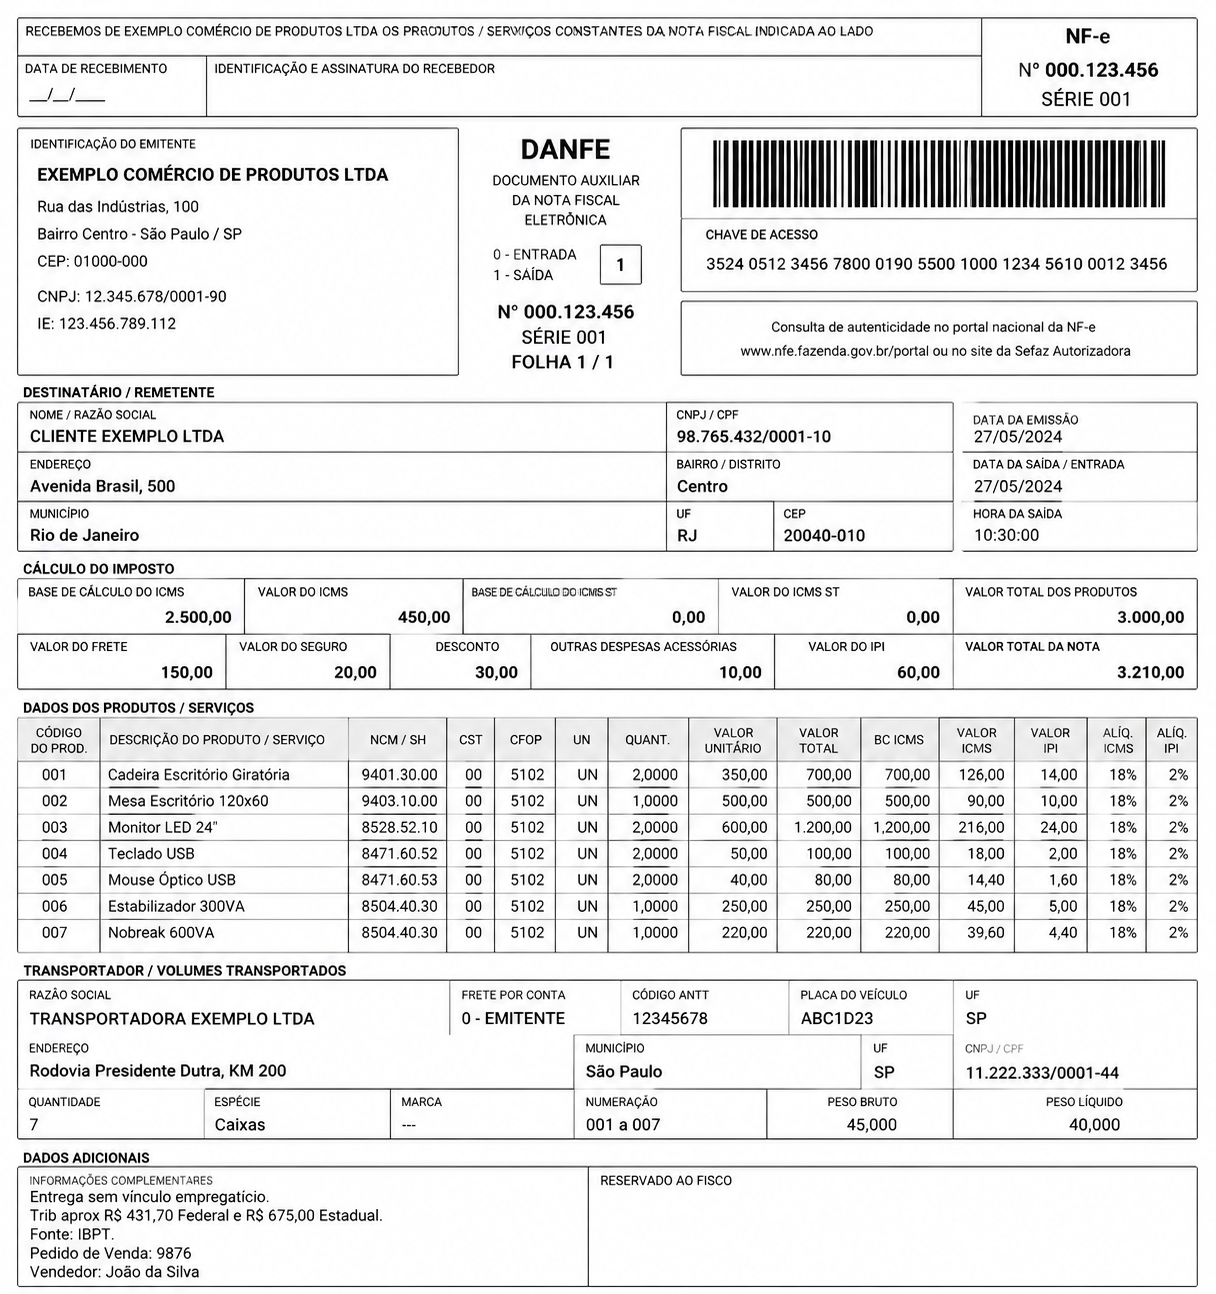 RECEBEMOS DE EXEMPLO COMÉRCIO DE PRODUTOS LTDA OS PRODUTOS / SERVIÇOS CONSTANTES DA NOTA FISCAL INDICADA AO LADO
DATA DE RECEBIMENTO
__/__/____
IDENTIFICAÇÃO E ASSINATURA DO RECEBEDOR
NF-e
Nº 000.123.456
SÉRIE 001
IDENTIFICAÇÃO DO EMITENTE
EXEMPLO COMÉRCIO DE PRODUTOS LTDA
Rua das Indústrias, 100
Bairro Centro - São Paulo / SP
CEP: 01000-000
CNPJ: 12.345.678/0001-90
IE: 123.456.789.112
DANFE
DOCUMENTO AUXILIAR
DA NOTA FISCAL
ELETRÔNICA
0 - ENTRADA
1 - SAÍDA
1
Nº 000.123.456
SÉRIE 001
FOLHA 1 / 1
CHAVE DE ACESSO
3524 0512 3456 7800 0190 5500 1000 1234 5610 0012 3456
Consulta de autenticidade no portal nacional da NF-e
www.nfe.fazenda.gov.br/portal ou no site da Sefaz Autorizadora
DESTINATÁRIO / REMETENTE
NOME / RAZÃO SOCIAL
CLIENTE EXEMPLO LTDA
CNPJ / CPF
98.765.432/0001-10
DATA DA EMISSÃO
27/05/2024
ENDEREÇO
Avenida Brasil, 500
BAIRRO / DISTRITO
Centro
DATA DA SAÍDA / ENTRADA
27/05/2024
MUNICÍPIO
Rio de Janeiro
UF
RJ
CEP
20040-010
HORA DA SAÍDA
10:30:00
CÁLCULO DO IMPOSTO
BASE DE CÁLCULO DO ICMS
2.500,00
VALOR DO ICMS
450,00
BASE DE CÁLCULO DO ICMS ST
0,00
VALOR DO ICMS ST
0,00
VALOR TOTAL DOS PRODUTOS
3.000,00
VALOR DO FRETE
150,00
VALOR DO SEGURO
20,00
DESCONTO
30,00
OUTRAS DESPESAS ACESSÓRIAS
10,00
VALOR DO IPI
60,00
VALOR TOTAL DA NOTA
3.210,00
DADOS DOS PRODUTOS / SERVIÇOS
CÓDIGO DO PROD. DESCRIÇÃO DO PRODUTO / SERVIÇO NCM / SH CST CFOP UN QUANT. VALOR UNITÁRIO VALOR TOTAL BC ICMS VALOR ICMS VALOR IPI ALÍQ. ICMS ALÍQ. IPI
001 Cadeira Escritório Giratória 9401.30.00 00 5102 UN 2,0000 350,00 700,00 700,00 126,00 14,00 18% 2%
002 Mesa Escritório 120x60 9403.10.00 00 5102 UN 1,0000 500,00 500,00 500,00 90,00 10,00 18% 2%
003 Monitor LED 24" 8528.52.10 00 5102 UN 2,0000 600,00 1.200,00 1,200,00 216,00 24,00 18% 2%
004 Teclado USB 8471.60.52 00 5102 UN 2,0000 50,00 100,00 100,00 18,00 2,00 18% 2%
005 Mouse Óptico USB 8471.60.53 00 5102 UN 2,0000 40,00 80,00 80,00 14,40 1,60 18% 2%
006 Estabilizador 300VA 8504.40.30 00 5102 UN 1,0000 250,00 250,00 250,00 45,00 5,00 18% 2%
007 Nobreak 600VA 8504.40.30 00 5102 UN 1,0000 220,00 220,00 220,00 39,60 4,40 18% 2%
TRANSPORTADOR / VOLUMES TRANSPORTADOS
RAZÃO SOCIAL
TRANSPORTADORA EXEMPLO LTDA
FRETE POR CONTA
0 - EMITENTE
CÓDIGO ANTT
12345678
PLACA DO VEÍCULO
ABC1D23
UF
SP
ENDEREÇO
Rodovia Presidente Dutra, KM 200
MUNICÍPIO
São Paulo
UF
SP
CNPJ / CPF
11.222.333/0001-44
QUANTIDADE
7
ESPÉCIE
Caixas
MARCA
---
NUMERAÇÃO
001 a 007
PESO BRUTO
45,000
PESO LÍQUIDO
40,000
DADOS ADICIONAIS
INFORMAÇÕES COMPLEMENTARES
Entrega sem vínculo empregatício.
Trib aprox R$ 431,70 Federal e R$ 675,00 Estadual.
Fonte: IBPT.
Pedido de Venda: 9876
Vendedor: João da Silva
RESERVADO AO FISCO